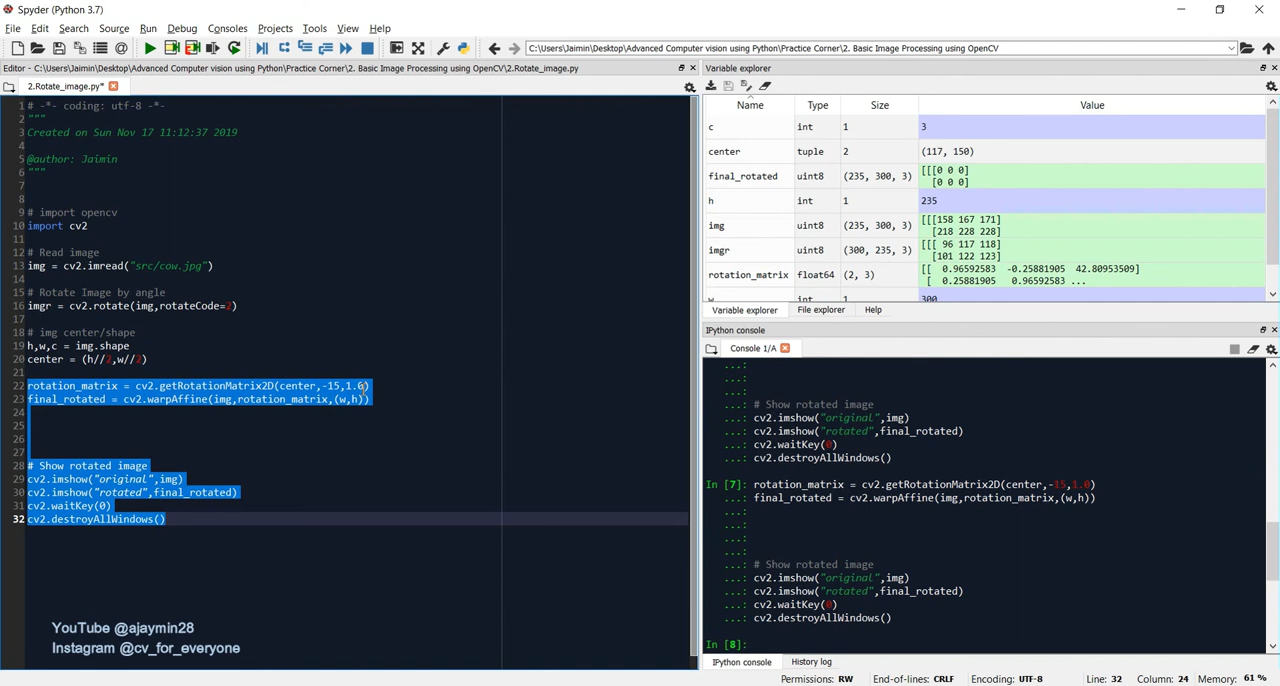 Spyder (Python 3.7)
File Edit Search Source Run Debug Consoles Projects Tools View Help
C:\Users\Jaimin\Desktop\Advanced Computer vision using Python\Practice Corner\2. Basic Image Processing using OpenCV
Editor - C:\Users\Jaimin\Desktop\Advanced Computer vision using Python\Practice Corner\2. Basic Image Processing using OpenCV\2.Rotate_image.py
2.Rotate_image.py*
1 # -*- coding: utf-8 -*-
2 """
3 Created on Sun Nov 17 11:12:37 2019
4
5 @author: Jaimin
6 """
7
8
9 # import opencv
10 import cv2
11
12 # Read image
13 img = cv2.imread("src/cow.jpg")
14
15 # Rotate Image by angle
16 imgr = cv2.rotate(img,rotateCode=2)
17
18 # img center/shape
19 h,w,c = img.shape
20 center = (h//2,w//2)
21
22 rotation_matrix = cv2.getRotationMatrix2D(center,-15,1.0)
23 final_rotated = cv2.warpAffine(img,rotation_matrix,(w,h))
24
25
26
27
28 # Show rotated image
29 cv2.imshow("original",img)
30 cv2.imshow("rotated",final_rotated)
31 cv2.waitKey(0)
32 cv2.destroyAllWindows()
YouTube @ajaymin28
Instagram @cv_for_everyone
Variable explorer
Name Type Size Value
c int 1 3
center tuple 2 (117, 150)
final_rotated uint8 (235, 300, 3) [[[0 0 0]
[0 0 0]
h int 1 235
img uint8 (235, 300, 3) [[[158 167 171]
[218 228 228]
imgr uint8 (300, 235, 3) [[[ 96 117 118]
[101 122 123]
rotation_matrix float64 (2, 3) [[ 0.96592583 -0.25881905 42.80953509]
[ 0.25881905 0.96592583 ...
w int 1 300
Variable explorer File explorer Help
IPython console
Console 1/A
...:
...:
...:
...: # Show rotated image
...: cv2.imshow("original",img)
...: cv2.imshow("rotated",final_rotated)
...: cv2.waitKey(0)
...: cv2.destroyAllWindows()
In [7]: rotation_matrix = cv2.getRotationMatrix2D(center,-15,1.0)
...: final_rotated = cv2.warpAffine(img,rotation_matrix,(w,h))
...:
...:
...:
...:
...: # Show rotated image
...: cv2.imshow("original",img)
...: cv2.imshow("rotated",final_rotated)
...: cv2.waitKey(0)
...: cv2.destroyAllWindows()
In [8]:
IPython console History log
Permissions: RW End-of-lines: CRLF Encoding: UTF-8 Line: 32 Column: 24 Memory: 61 %